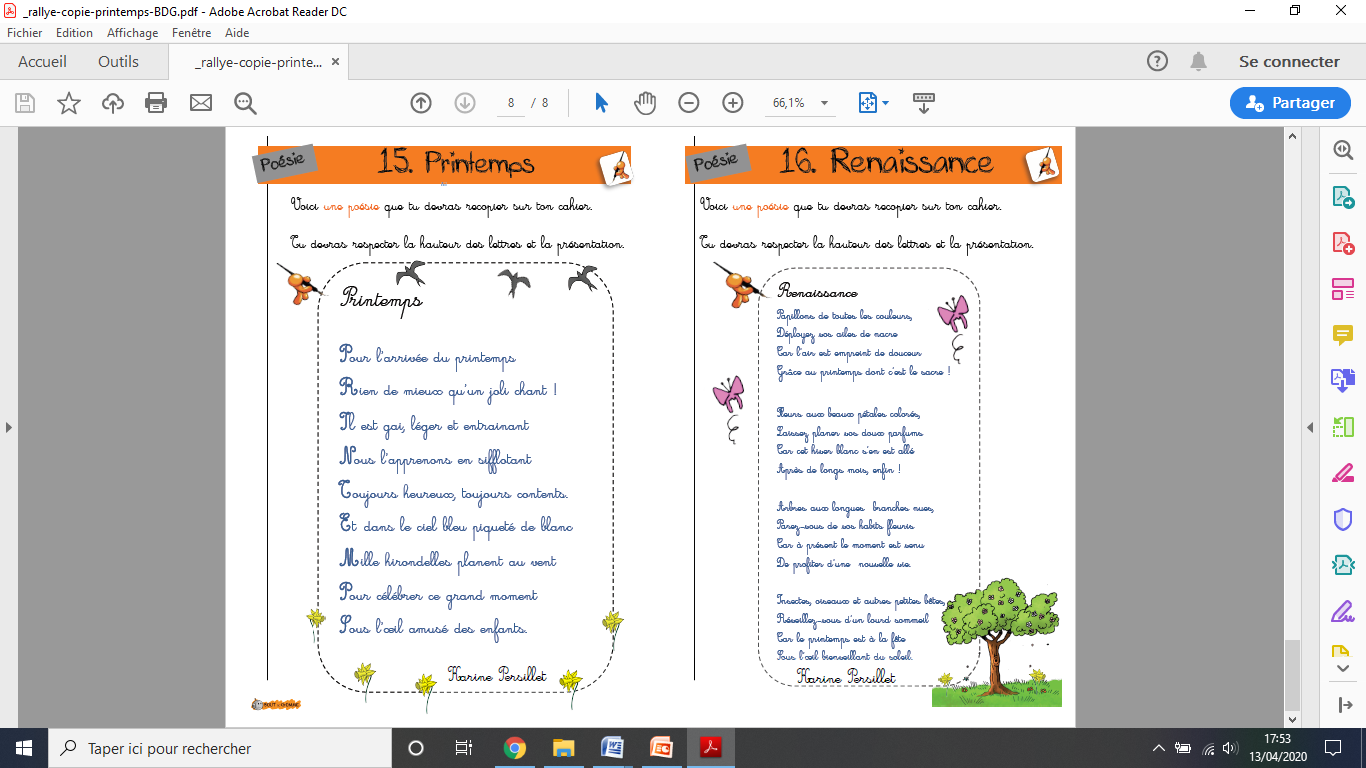 _rallye-copie-printemps-BDG.pdf - Adobe Acrobat Reader DC
Fichier Edition Affichage Fenêtre Aide
Accueil Outils _rallye-copie-printe... × Se connecter
8 / 8 66,1% Partager
Poésie 15. Printemps
Voici une poésie que tu devras recopier sur ton cahier.
Tu devras respecter la hauteur des lettres et la présentation.
Printemps
Pour l'arrivée du printemps
Rien de mieux qu'un joli chant !
Il est gai, léger et entrainant
Nous l'apprenons en sifflotant
Toujours heureux, toujours contents.
Et dans le ciel bleu piqueté de blanc
Mille hirondelles planent au vent
Pour célébrer ce grand moment
Sous l'œil amusé des enfants.
Karine Persillet
Poésie 16. Renaissance
Voici une poésie que tu devras recopier sur ton cahier.
Tu devras respecter la hauteur des lettres et la présentation.
Renaissance
Papillons de toutes les couleurs,
Déployez vos ailes de nacre
Car l'air est empreint de douceur
Grâce au printemps dont c'est le sacre !
Fleurs aux beaux pétales colorés,
Laissez planer vos doux parfums
Car cet hiver blanc s'en est allé
Après de longs mois, enfin !
Arbres aux longues branches nues,
Parez-vous de vos habits fleuris
Car à présent le moment est venu
De profiter d'une nouvelle vie.
Insectes, oiseaux et autres petites bêtes,
Réveillez-vous d'un lourd sommeil
Car le printemps est à la fête
Sous l'œil bienveillant du soleil.
Karine Persillet
Taper ici pour rechercher
17:53
13/04/2020